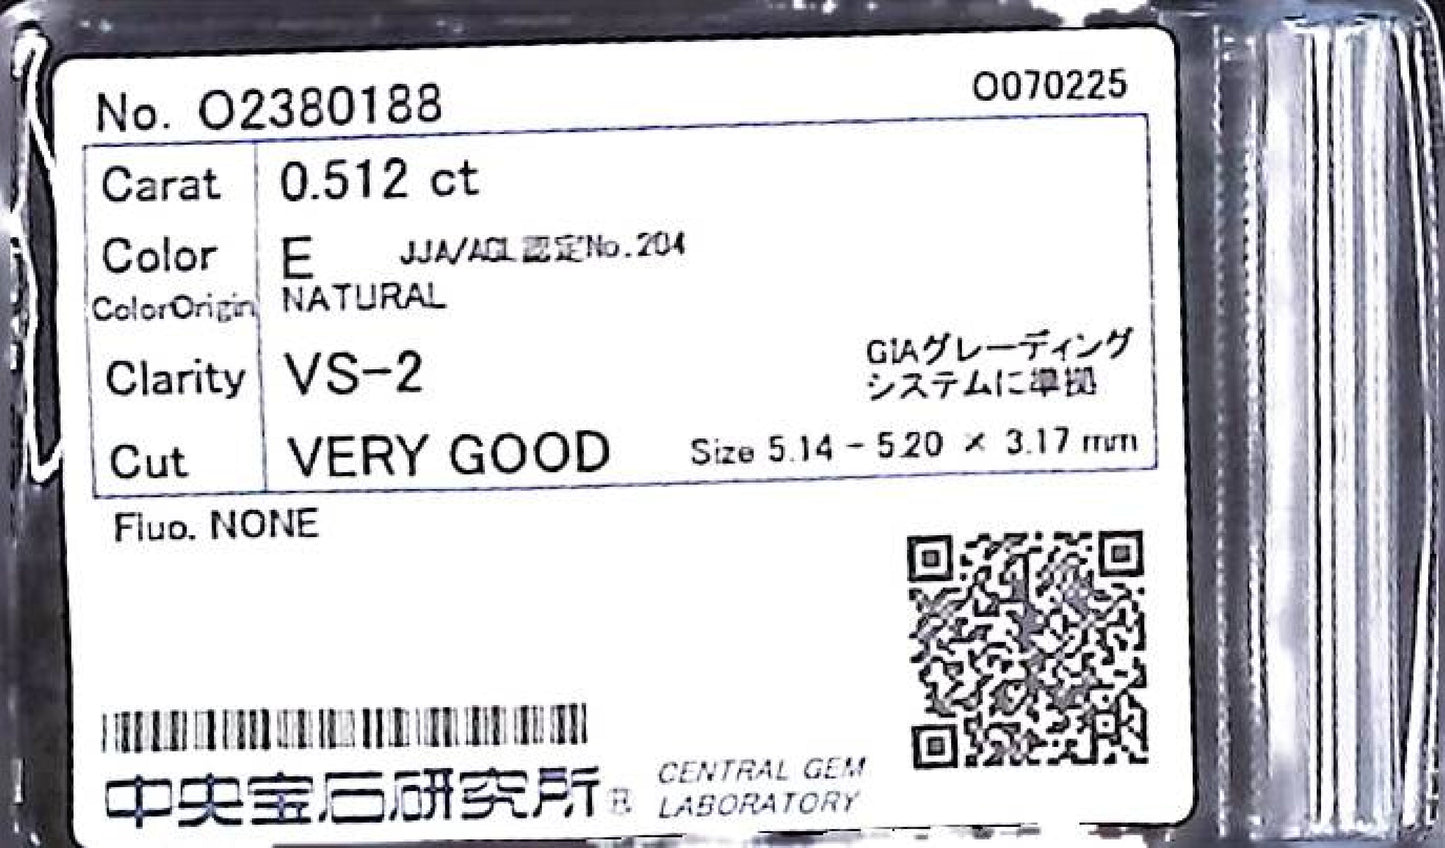 No. O2380188
O070225
Carat 0.512 ct
Color E JJA/AGL認定No.204
ColorOrigin NATURAL
Clarity VS-2
GIAグレーディング
システムに準拠
Cut VERY GOOD Size 5.14 - 5.20 × 3.17 mm
Fluo. NONE
中央宝石研究所
CENTRAL GEM
LABORATORY